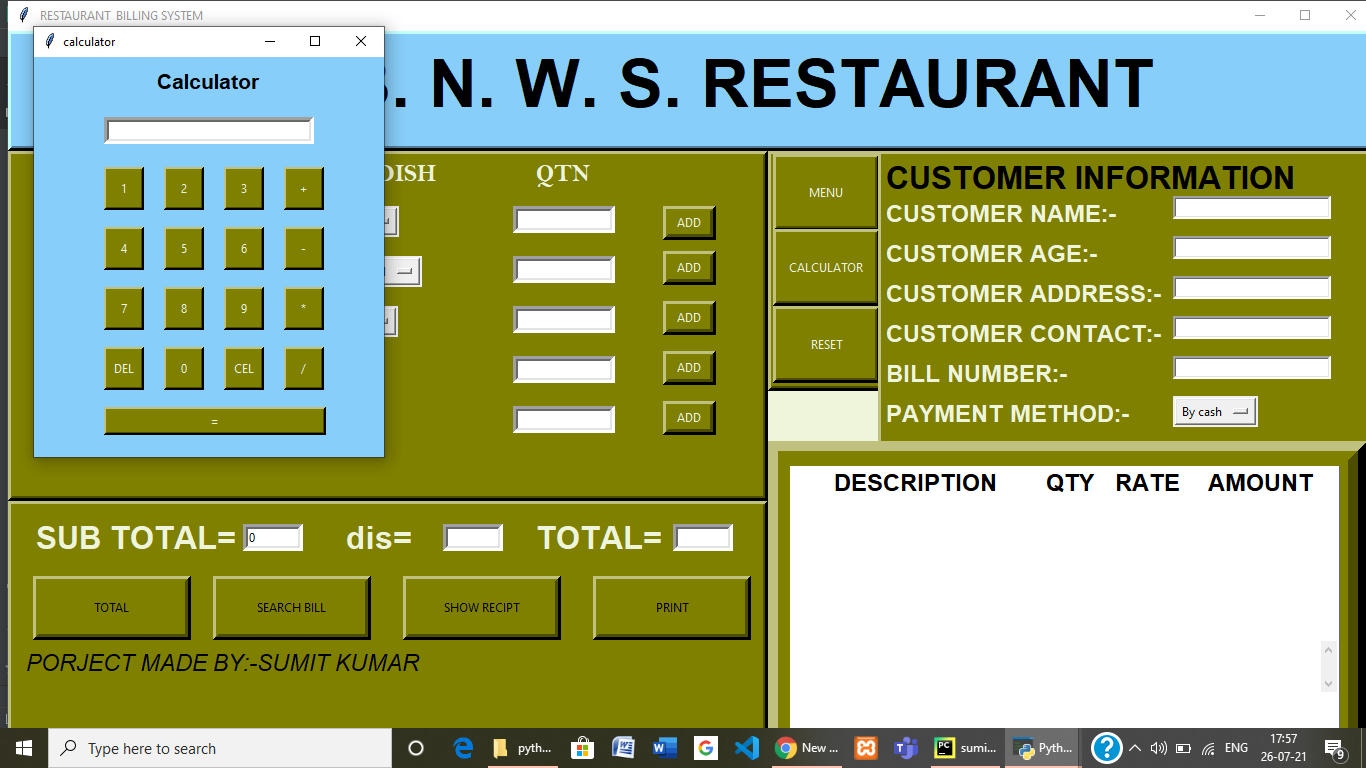 RESTAURANT BILLING SYSTEM
calculator
Calculator
1 2 3 +
4 5 6 -
7 8 9 *
DEL 0 CEL /
=
. N. W. S. RESTAURANT
DISH QTN
ADD
ADD
ADD
ADD
ADD
MENU
CALCULATOR
RESET
CUSTOMER INFORMATION
CUSTOMER NAME:-
CUSTOMER AGE:-
CUSTOMER ADDRESS:-
CUSTOMER CONTACT:-
BILL NUMBER:-
PAYMENT METHOD:- By cash
SUB TOTAL= 0 dis= TOTAL=
TOTAL SEARCH BILL SHOW RECIPT PRINT
PORJECT MADE BY:-SUMIT KUMAR
DESCRIPTION QTY RATE AMOUNT
Type here to search pyth... New ... sumi... Pyth... ENG 17:57
26-07-21 9